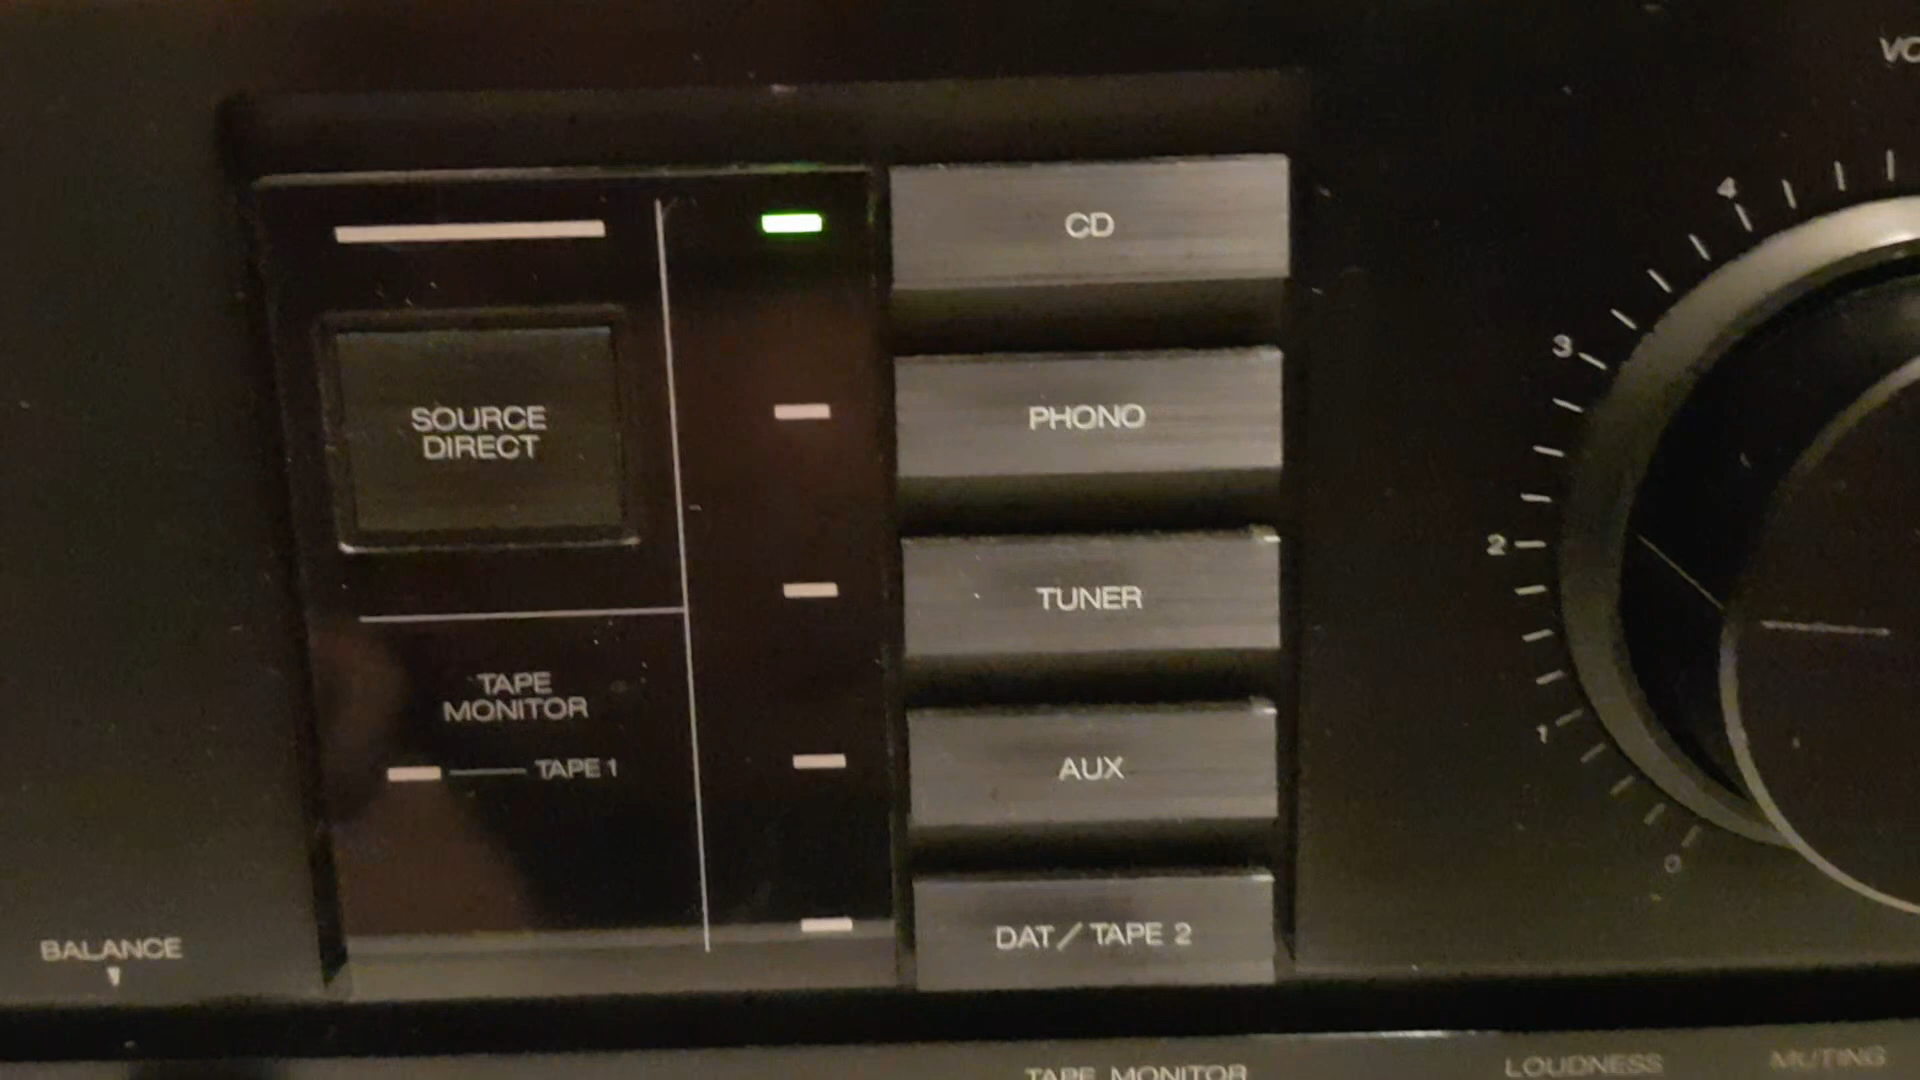 VO
CD
4
SOURCE
DIRECT
PHONO
3
TUNER
2
TAPE
MONITOR
TAPE 1
AUX
1
0
DAT / TAPE 2
BALANCE
TAPE MONITOR
LOUDNESS
MUTING